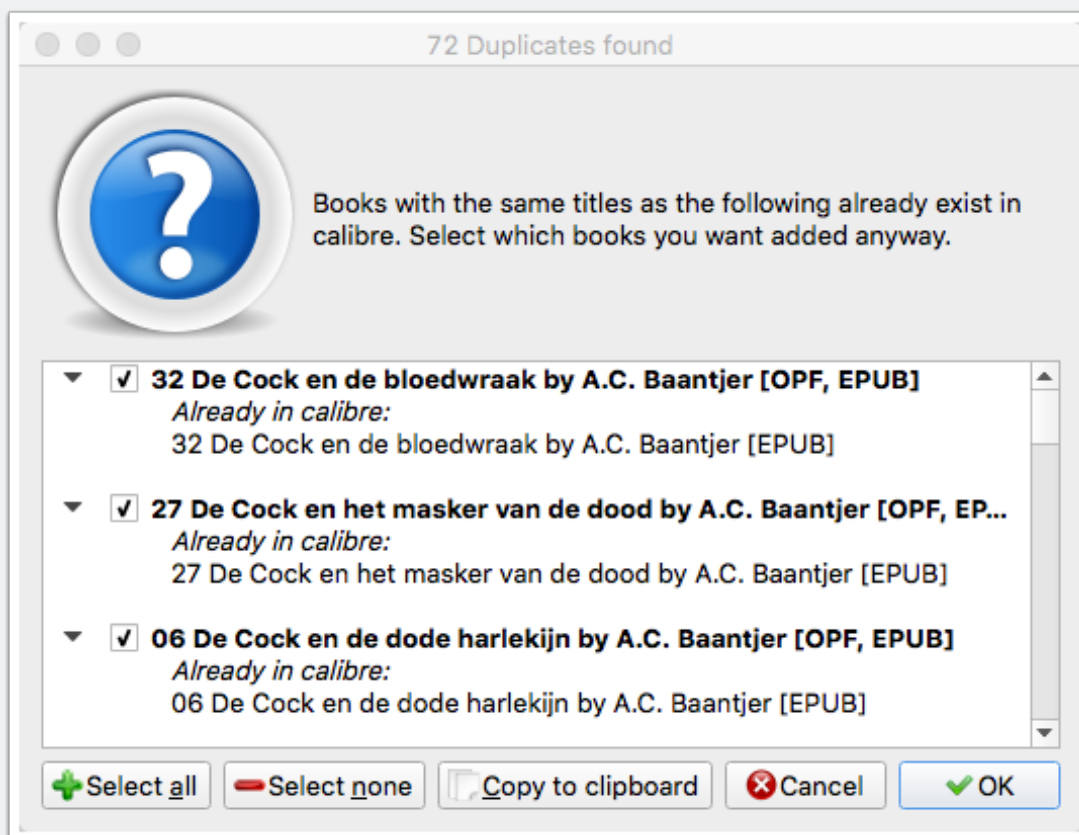 72 Duplicates found
Books with the same titles as the following already exist in
calibre. Select which books you want added anyway.
32 De Cock en de bloedwraak by A.C. Baantjer [OPF, EPUB]
Already in calibre:
32 De Cock en de bloedwraak by A.C. Baantjer [EPUB]
27 De Cock en het masker van de dood by A.C. Baantjer [OPF, EP...
Already in calibre:
27 De Cock en het masker van de dood by A.C. Baantjer [EPUB]
06 De Cock en de dode harlekijn by A.C. Baantjer [OPF, EPUB]
Already in calibre:
06 De Cock en de dode harlekijn by A.C. Baantjer [EPUB]
Select all Select none Copy to clipboard Cancel OK